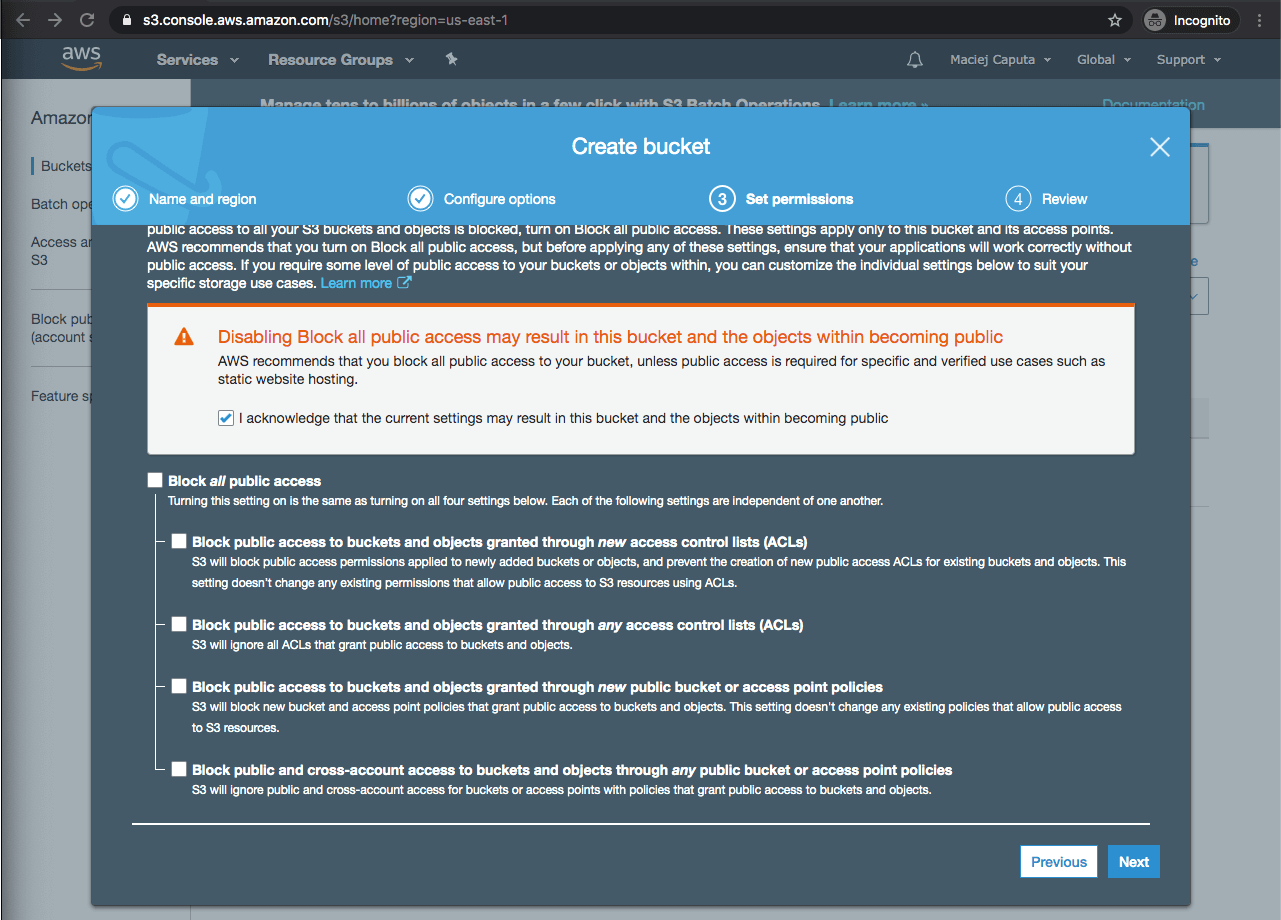 s3.console.aws.amazon.com/s3/home?region=us-east-1
Incognito
aws
Services
Resource Groups
Maciej Caputa
Global
Support
Manage tens to billions of objects in a few click with S3 Batch Operations. Learn more »
Documentation
Amazon
Buckets
Batch ope
Access an
S3
Block pub
(account s
Feature sp
Create bucket
Name and region
Configure options
3 Set permissions
4 Review
public access to all your S3 buckets and objects is blocked, turn on Block all public access. These settings apply only to this bucket and its access points.
AWS recommends that you turn on Block all public access, but before applying any of these settings, ensure that your applications will work correctly without
public access. If you require some level of public access to your buckets or objects within, you can customize the individual settings below to suit your
specific storage use cases. Learn more
Disabling Block all public access may result in this bucket and the objects within becoming public
AWS recommends that you block all public access to your bucket, unless public access is required for specific and verified use cases such as
static website hosting.
I acknowledge that the current settings may result in this bucket and the objects within becoming public
Block all public access
Turning this setting on is the same as turning on all four settings below. Each of the following settings are independent of one another.
Block public access to buckets and objects granted through new access control lists (ACLs)
S3 will block public access permissions applied to newly added buckets or objects, and prevent the creation of new public access ACLs for existing buckets and objects. This
setting doesn't change any existing permissions that allow public access to S3 resources using ACLs.
Block public access to buckets and objects granted through any access control lists (ACLs)
S3 will ignore all ACLs that grant public access to buckets and objects.
Block public access to buckets and objects granted through new public bucket or access point policies
S3 will block new bucket and access point policies that grant public access to buckets and objects. This setting doesn't change any existing policies that allow public access
to S3 resources.
Block public and cross-account access to buckets and objects through any public bucket or access point policies
S3 will ignore public and cross-account access for buckets or access points with policies that grant public access to buckets and objects.
Previous
Next